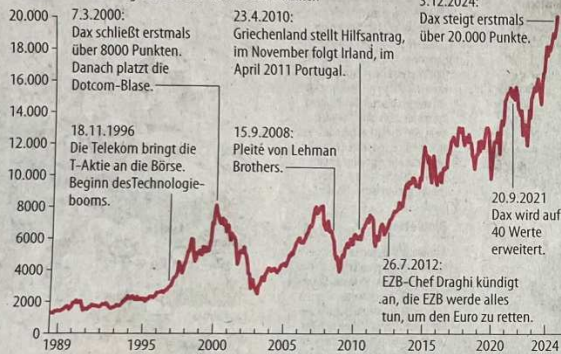 7.3.2000:
Dax schließt erstmals
über 8000 Punkten.
Danach platzt die
Dotcom-Blase.
23.4.2010:
Griechenland stellt Hilfsantrag,
im November folgt Irland, im
April 2011 Portugal.
3.12.2024:
Dax steigt erstmals
über 20.000 Punkte.
18.11.1996
Die Telekom bringt die
T-Aktie an die Börse.
Beginn desTechnologie-
booms.
15.9.2008:
Pleite von Lehman
Brothers.
20.9.2021
Dax wird auf
40 Werte
erweitert.
26.7.2012:
EZB-Chef Draghi kündigt
an, die EZB werde alles
tun, um den Euro zu retten.
20.000
18.000
16.000
14.000
12.000
10.000
8000
6000
4000
2000
0
1989 1995 2000 2005 2010 2015 2020 2024